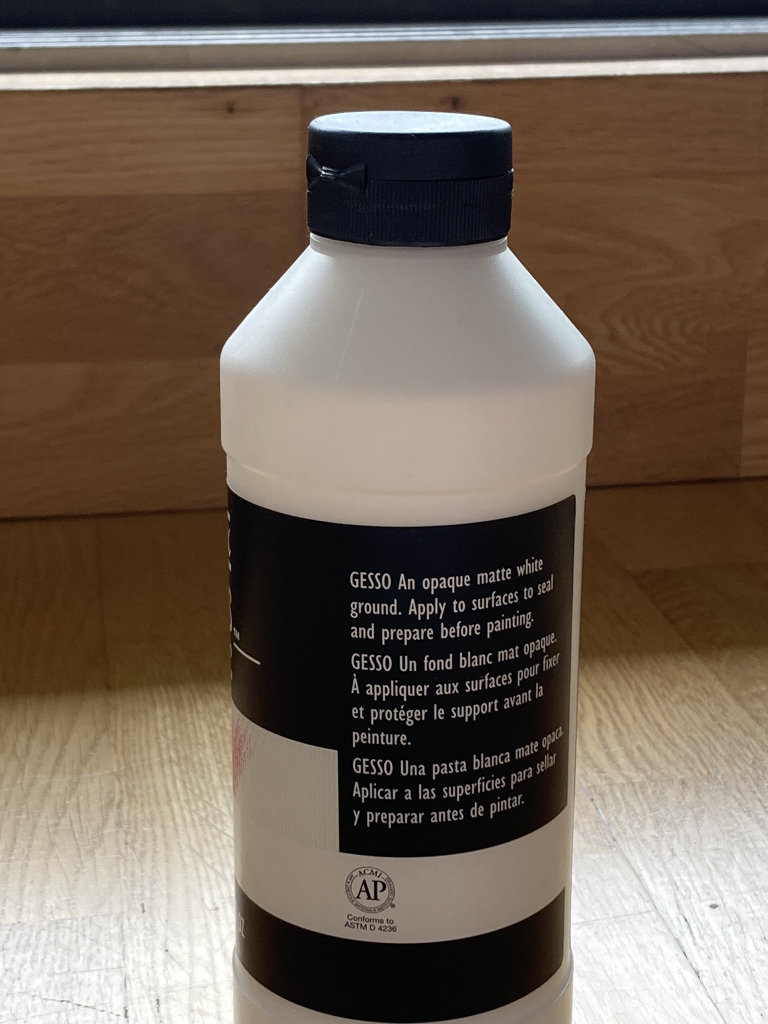 GESSO An opaque matte white
ground. Apply to surfaces to seal
and prepare before painting.
GESSO Un fond blanc mat opaque.
À appliquer aux surfaces pour fixer
et protéger le support avant la
peinture.
GESSO Una pasta blanca mate opaca.
Aplicar a las superficies para sellar
y preparar antes de pintar.
TM
ACMI
AP
Conforms to
ASTM D 4236
OZ